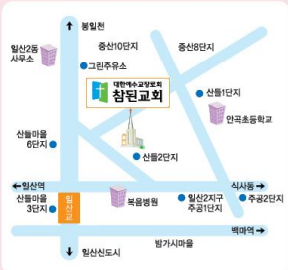 봉일천
일산2동
사무소
중산10단지
중산8단지
그린주유소
대한예수교장로회
참된교회
산들1단지
안곡초등학교
산들마을
6단지
산들2단지
←일산역
식사동→
산들마을
3단지
일산교
복음병원
일산2지구
주공1단지
주공2단지
백마역→
밤가시마을
일산신도시